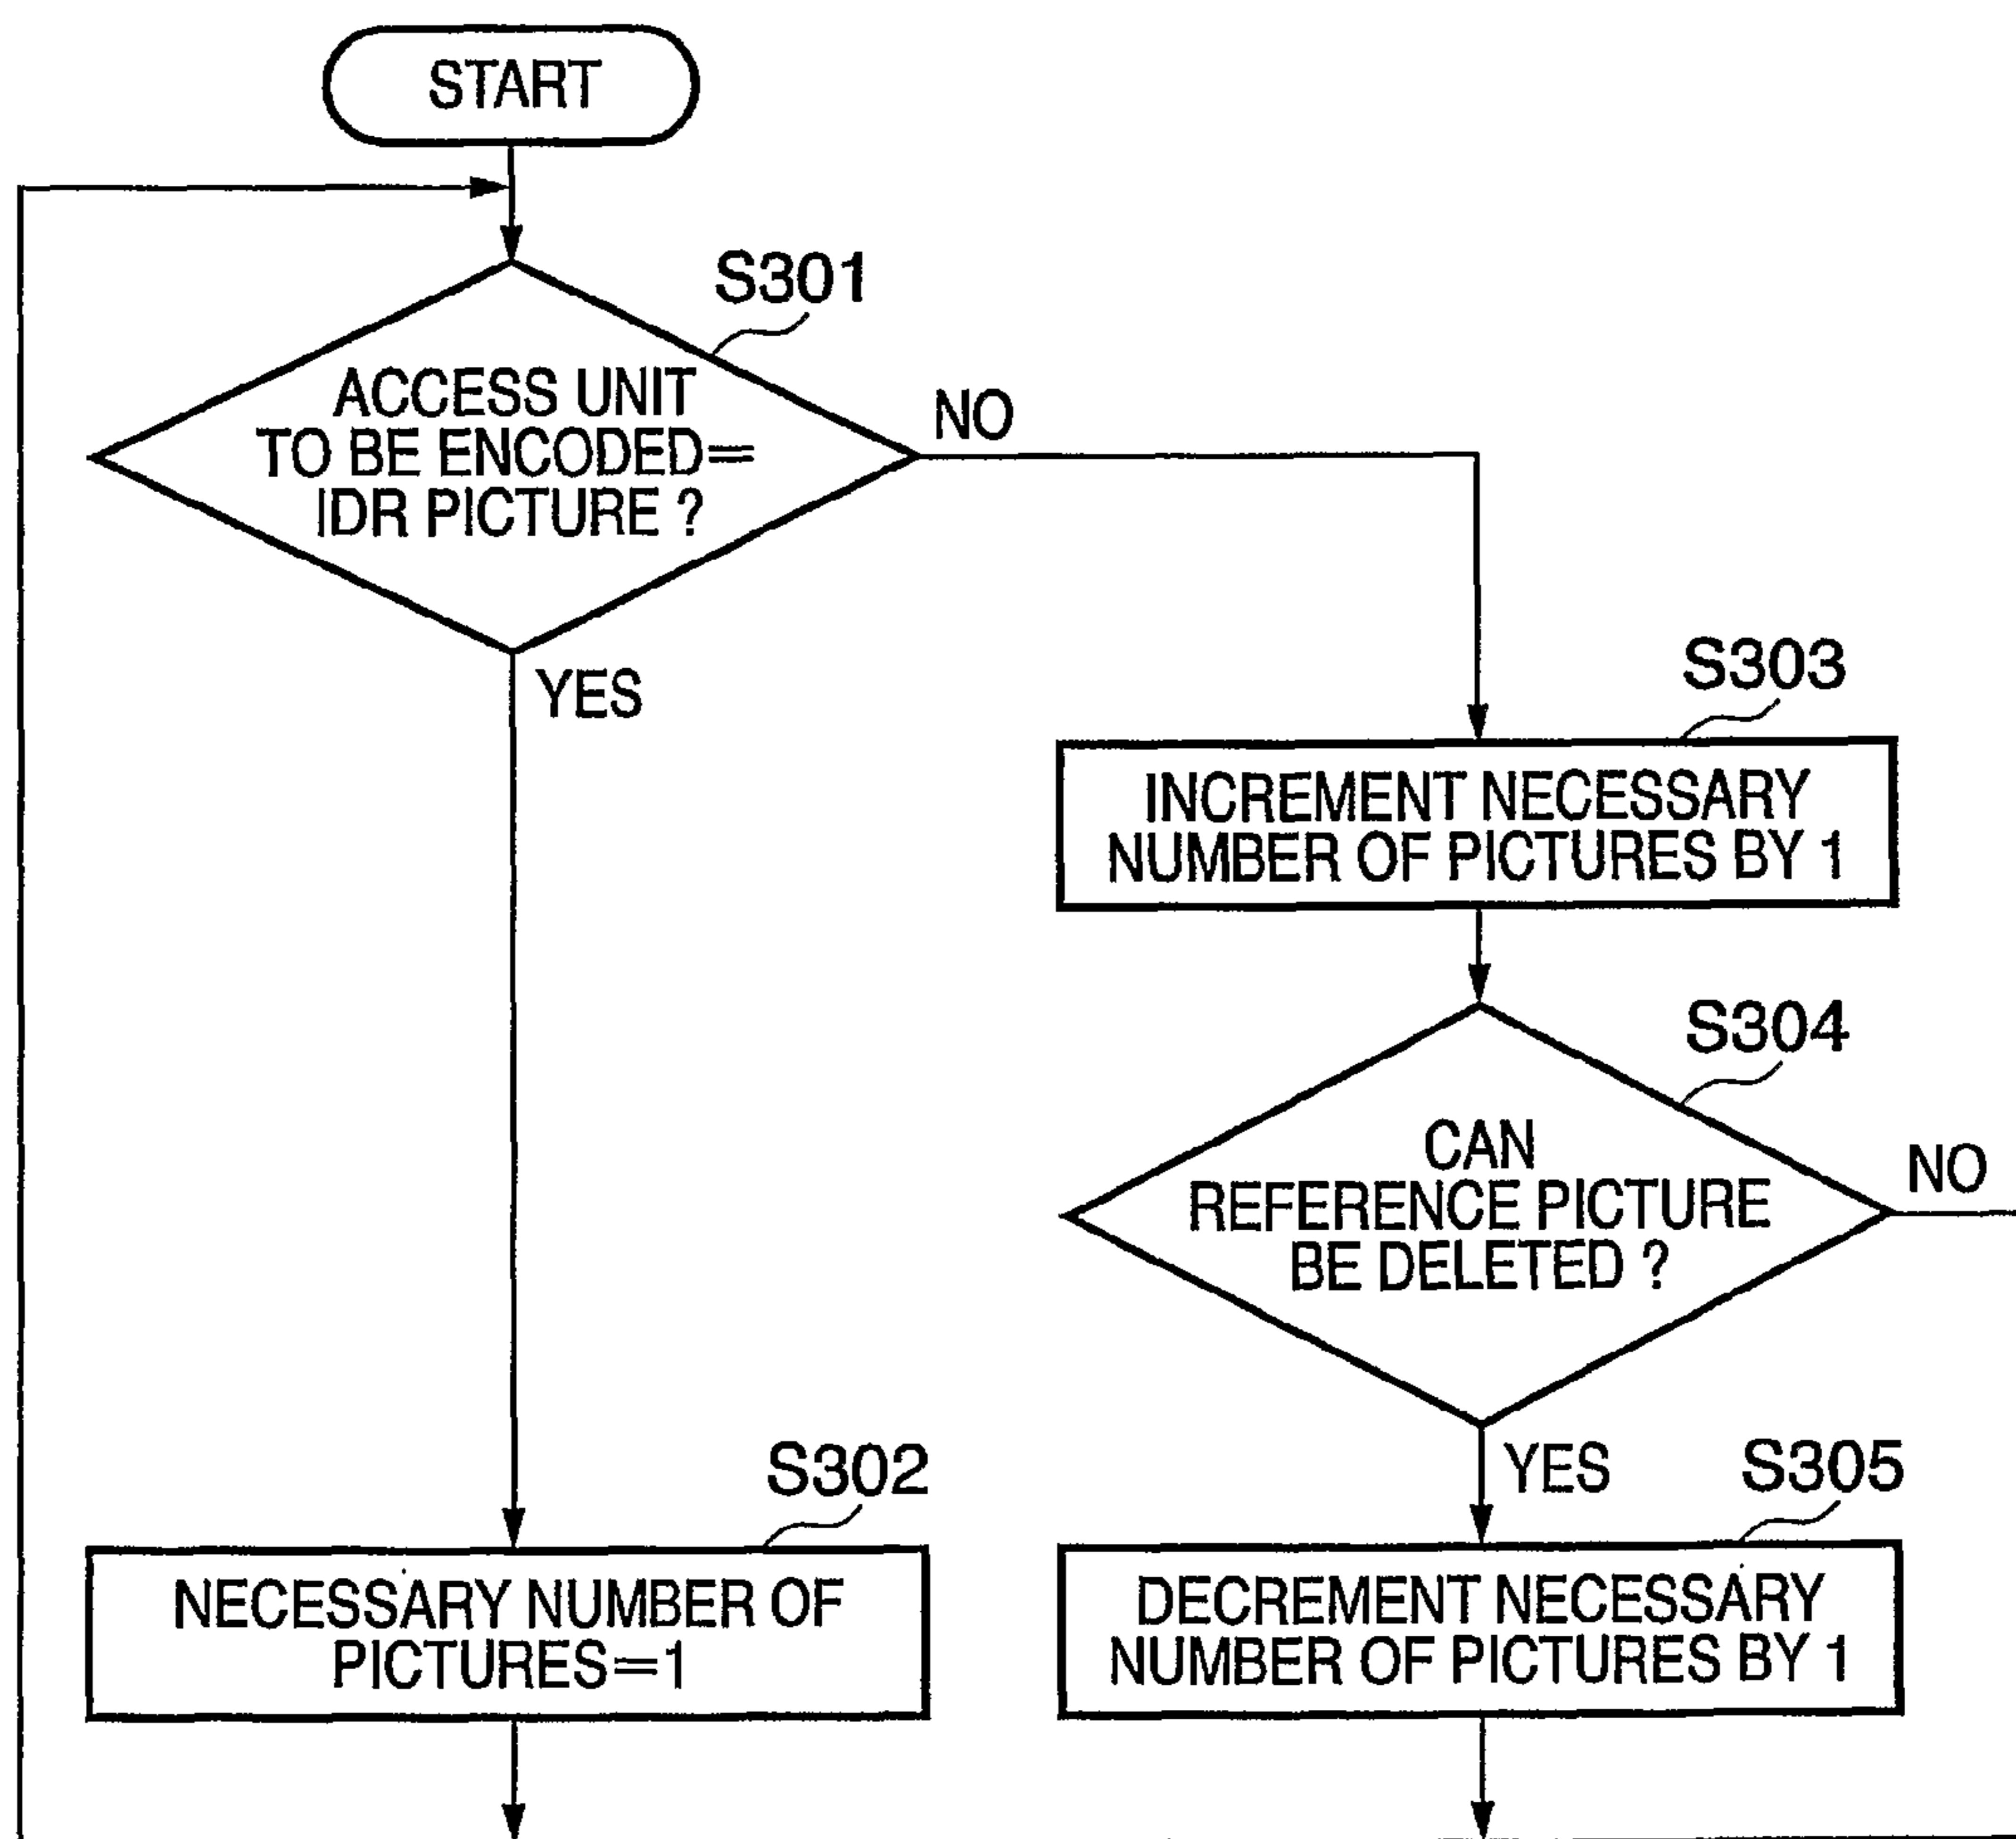 START
S301
ACCESS UNIT
TO BE ENCODED=
IDR PICTURE ?
NO
YES
S303
INCREMENT NECESSARY
NUMBER OF PICTURES BY 1
S304
CAN
REFERENCE PICTURE
BE DELETED ?
NO
YES
S302
NECESSARY NUMBER OF
PICTURES=1
S305
DECREMENT NECESSARY
NUMBER OF PICTURES BY 1